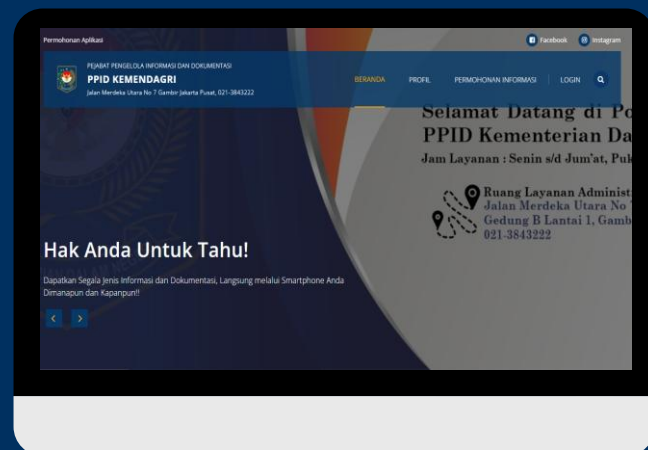 Permohonan Aplikasi
Facebook
Instagram
PEJABAT PENGELOLA INFORMASI DAN DOKUMENTASI
PPID KEMENDAGRI
Jalan Merdeka Utara No 7 Gambir Jakarta Pusat, 021-3843222
BERANDA
PROFIL
PERMOHONAN INFORMASI
LOGIN
Selamat Datang di Po
PPID Kementerian Da
Jam Layanan : Senin s/d Jum'at, Puk
Ruang Layanan Administ
Jalan Merdeka Utara No 7
Gedung B Lantai 1, Gamb
021-3843222
Hak Anda Untuk Tahu!
Dapatkan Segala Jenis Informasi dan Dokumentasi, Langsung melalui Smartphone Anda
Dimanapun dan Kapanpun!!